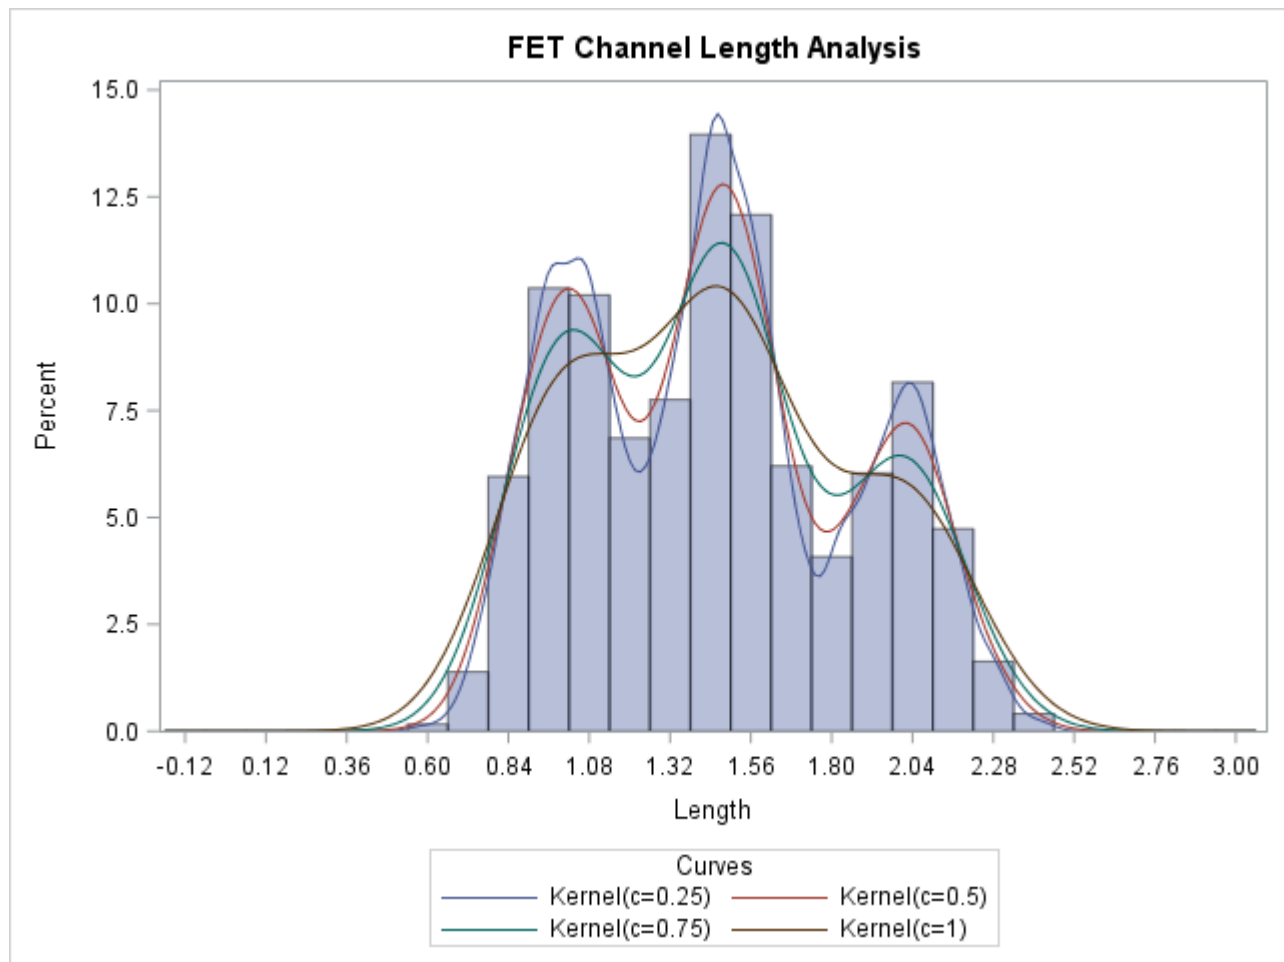 FET Channel Length Analysis
15.0
12.5
10.0
7.5
5.0
2.5
0.0
Percent
-0.12 0.12 0.36 0.60 0.84 1.08 1.32 1.56 1.80 2.04 2.28 2.52 2.76 3.00
Length
Curves
Kernel(c=0.25) Kernel(c=0.5)
Kernel(c=0.75) Kernel(c=1)